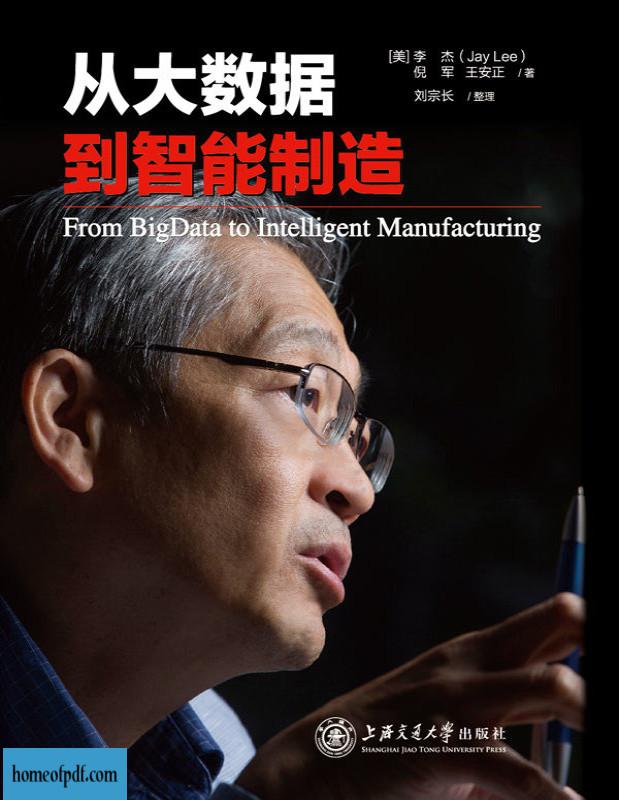 从大数据
到智能制造
From BigData to Intelligent Manufacturing
[美] 李 杰（Jay Lee）
倪 军 王安正 / 著
刘宗长 / 整理
上海交通大学出版社
SHANGHAI JIAO TONG UNIVERSITY PRESS
homeofpdf.com